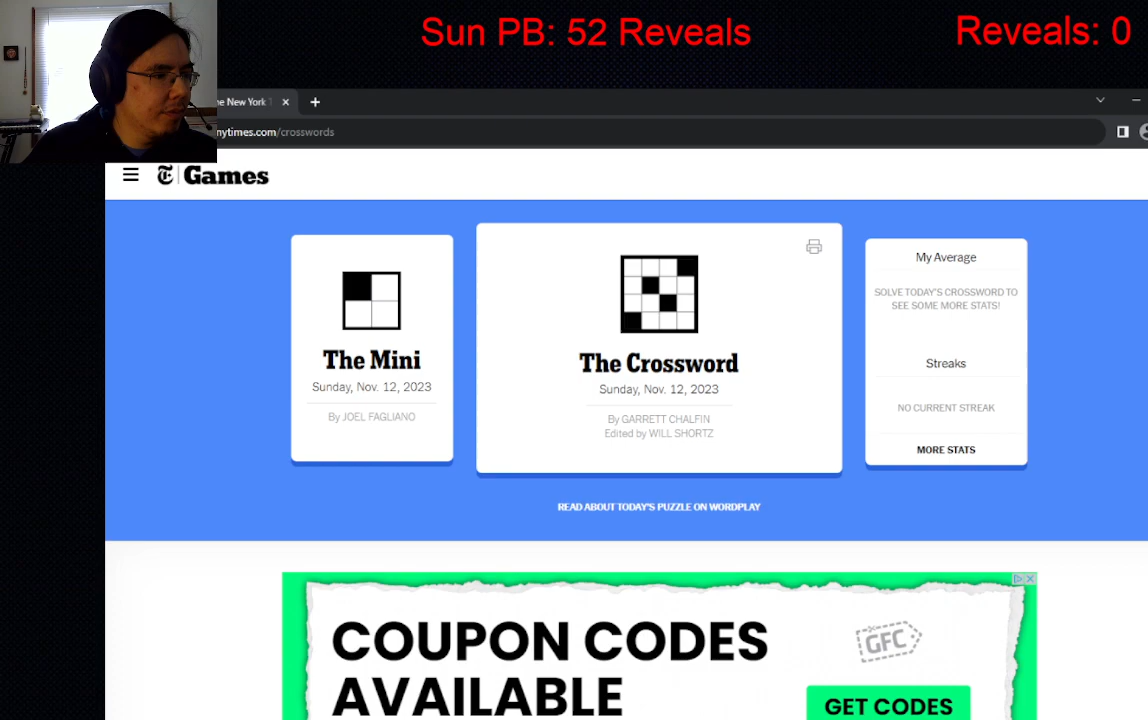 Sun PB: 52 Reveals
Reveals: 0
e New York
nytimes.com/crosswords
Games
The Mini
Sunday, Nov. 12, 2023
By JOEL FAGLIANO
The Crossword
Sunday, Nov. 12, 2023
By GARRETT CHALFIN
Edited by WILL SHORTZ
My Average
SOLVE TODAY'S CROSSWORD TO
SEE SOME MORE STATS!
Streaks
NO CURRENT STREAK
MORE STATS
READ ABOUT TODAY'S PUZZLE ON WORDPLAY
COUPON CODES
AVAILABLE
GFC
GET CODES